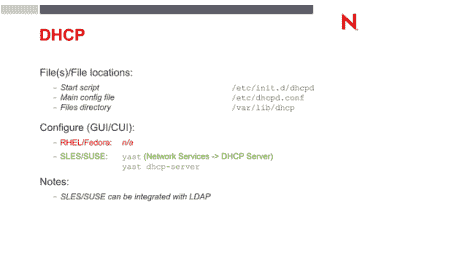 N
DHCP
File(s)/File locations:
– Start script /etc/init.d/dhcpd
– Main config file /etc/dhcpd.conf
– Files directory /var/lib/dhcp
Configure (GUI/CUI):
– RHEL/Fedora: n/a
– SLES/SUSE: yast (Network Services -> DHCP Server)
yast dhcp-server
Notes:
– SLES/SUSE can be integrated with LDAP